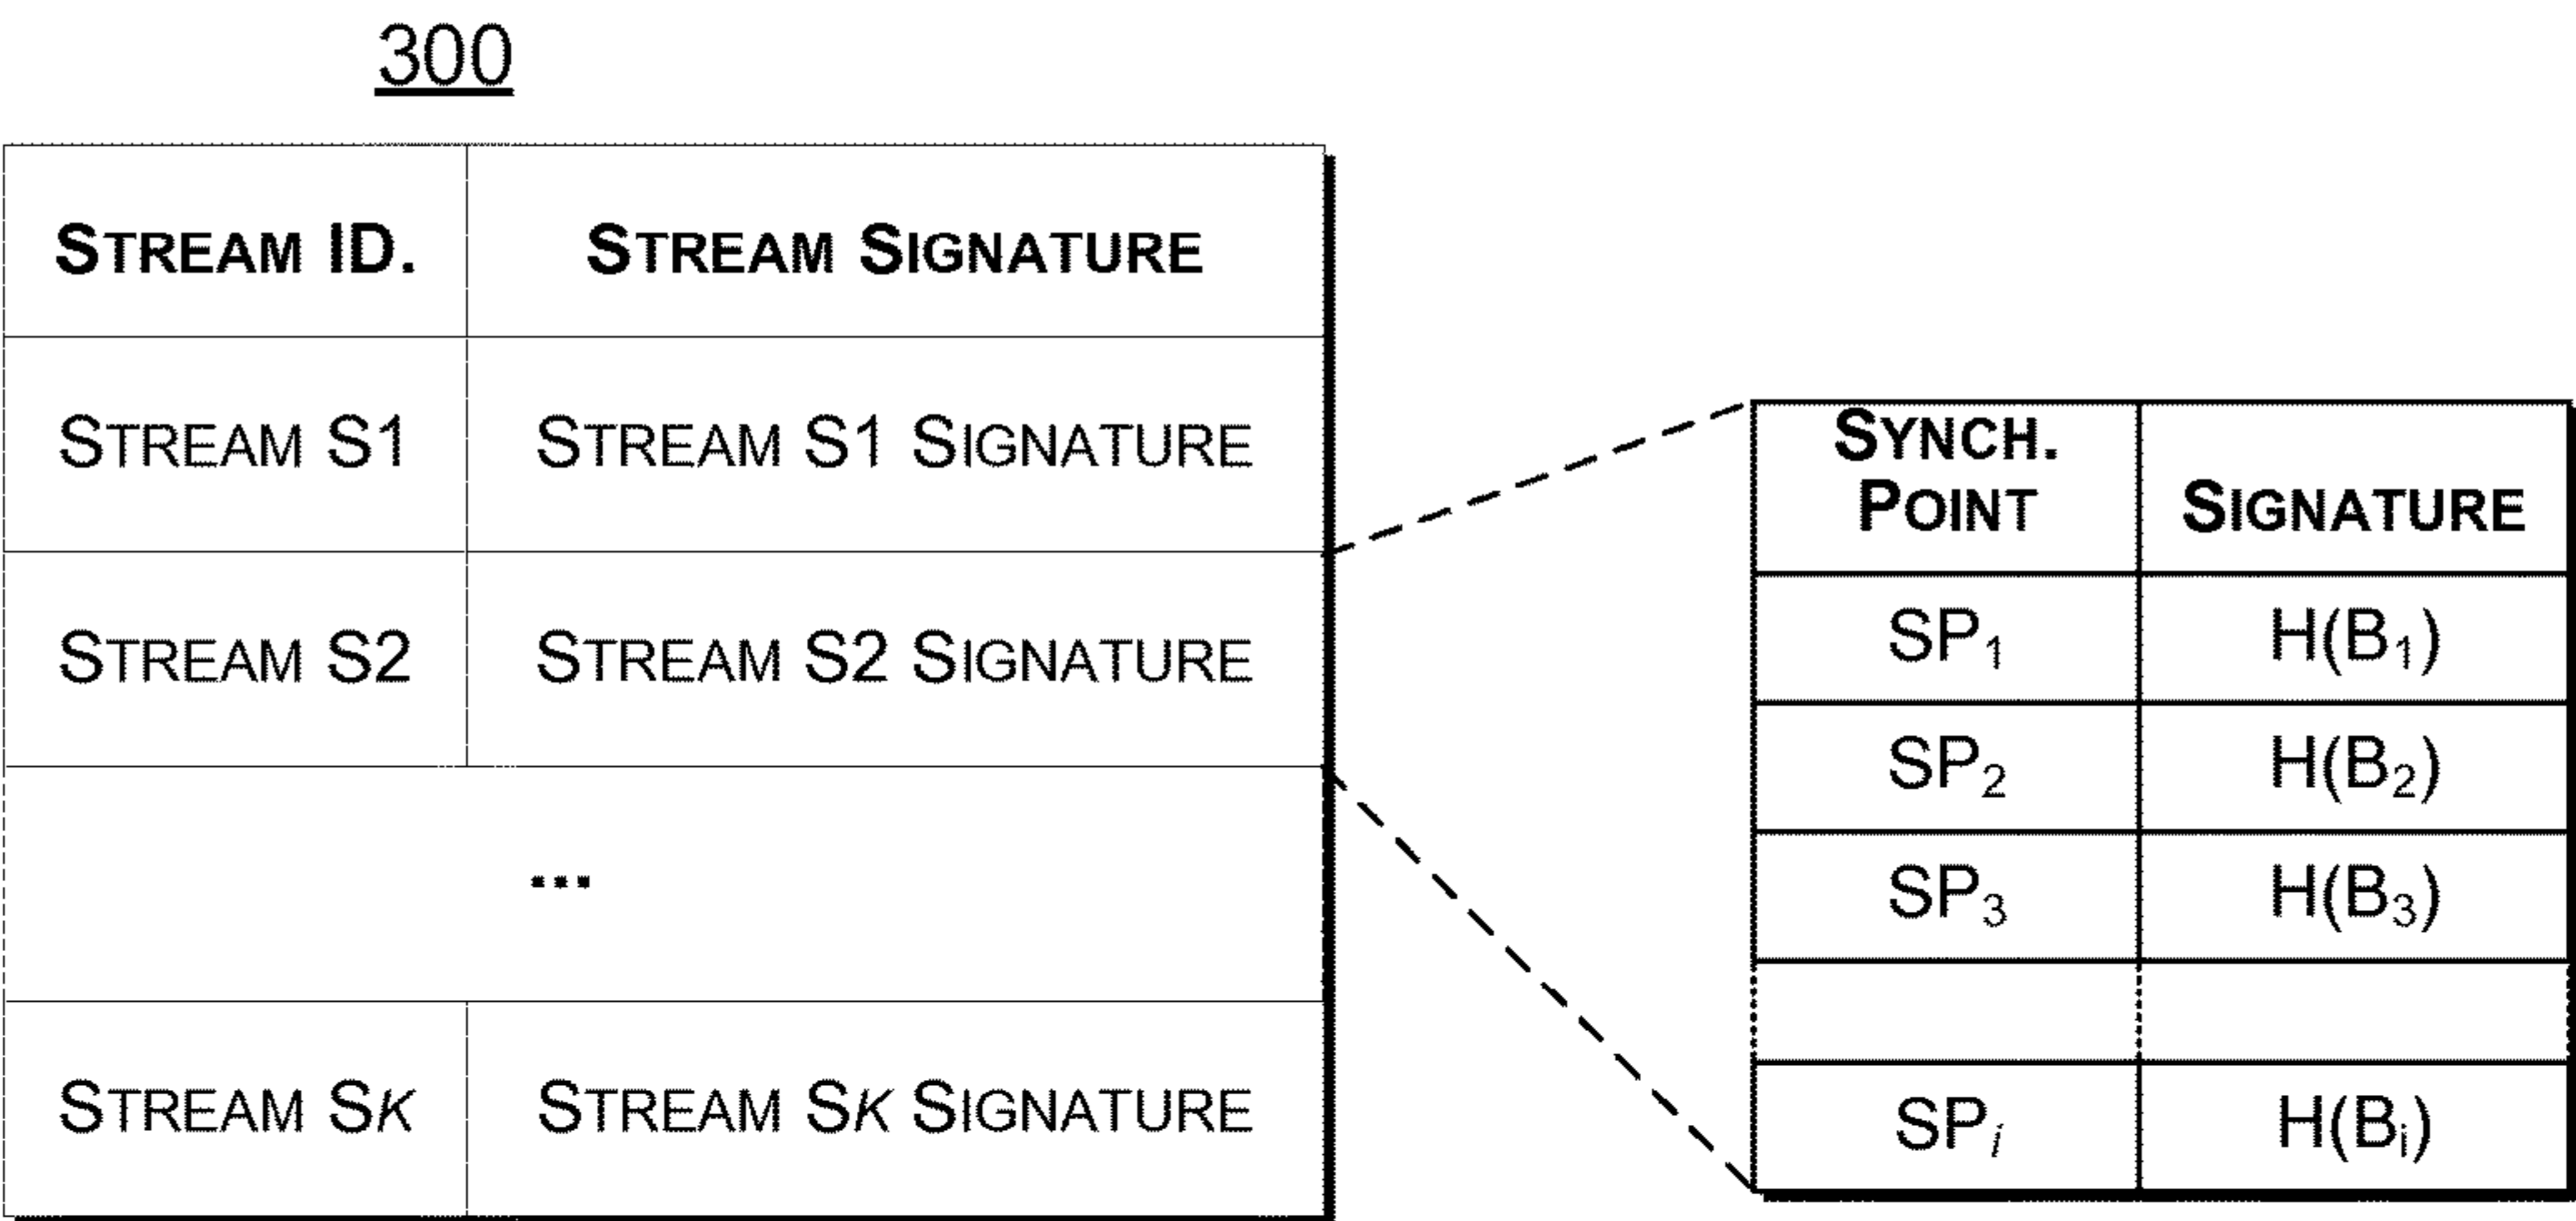 300
STREAM ID. STREAM SIGNATURE
STREAM S1 STREAM S1 SIGNATURE
STREAM S2 STREAM S2 SIGNATURE
...
STREAM SK STREAM SK SIGNATURE
SYNCH.
POINT SIGNATURE
SP₁ H(B₁)
SP₂ H(B₂)
SP₃ H(B₃)
SPᵢ H(Bᵢ)